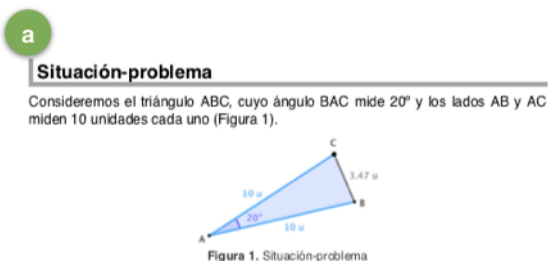 a
Situación-problema
Consideremos el triángulo ABC, cuyo ángulo BAC mide 20º y los lados AB y AC
miden 10 unidades cada uno (Figura 1).
C
3.47 u
10 u
B
20°
10 u
A
Figura 1. Situación-problema